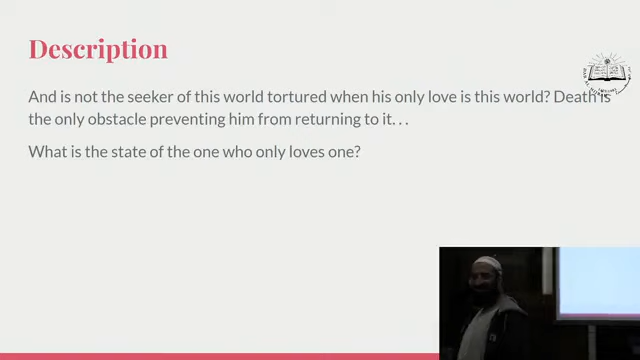 Description
And is not the seeker of this world tortured when his only love is this world? Death is
the only obstacle preventing him from returning to it. . .
What is the state of the one who only loves one?